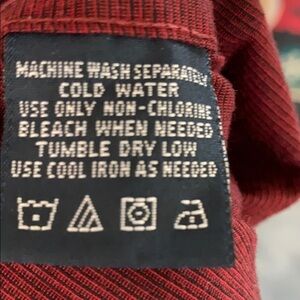 MACHINE WASH SEPARATELY
COLD WATER
USE ONLY NON-CHLORINE
BLEACH WHEN NEEDED
TUMBLE DRY LOW
USE COOL IRON AS NEEDED